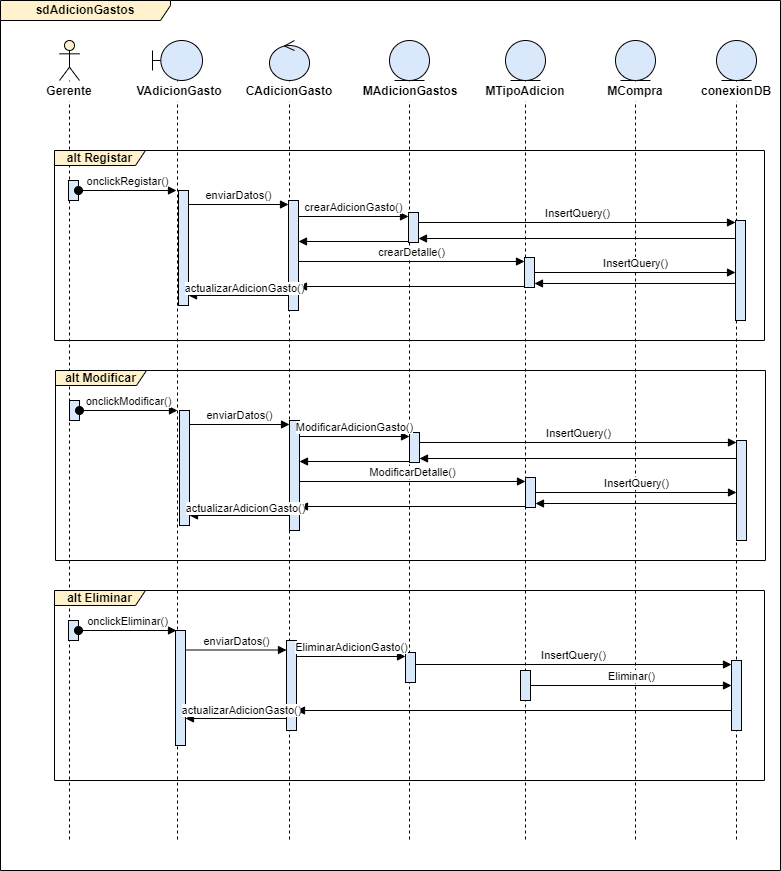 sdAdicionGastos
Gerente
VAdicionGasto
CAdicionGasto
MAdicionGastos
MTipoAdicion
MCompra
conexionDB
alt Registar
onclickRegistar()
enviarDatos()
crearAdicionGasto()
InsertQuery()
crearDetalle()
InsertQuery()
actualizarAdicionGasto()
alt Modificar
onclickModificar()
enviarDatos()
ModificarAdicionGasto()
InsertQuery()
ModificarDetalle()
InsertQuery()
actualizarAdicionGasto()
alt Eliminar
onclickEliminar()
enviarDatos()
EliminarAdicionGasto()
InsertQuery()
Eliminar()
actualizarAdicionGasto()